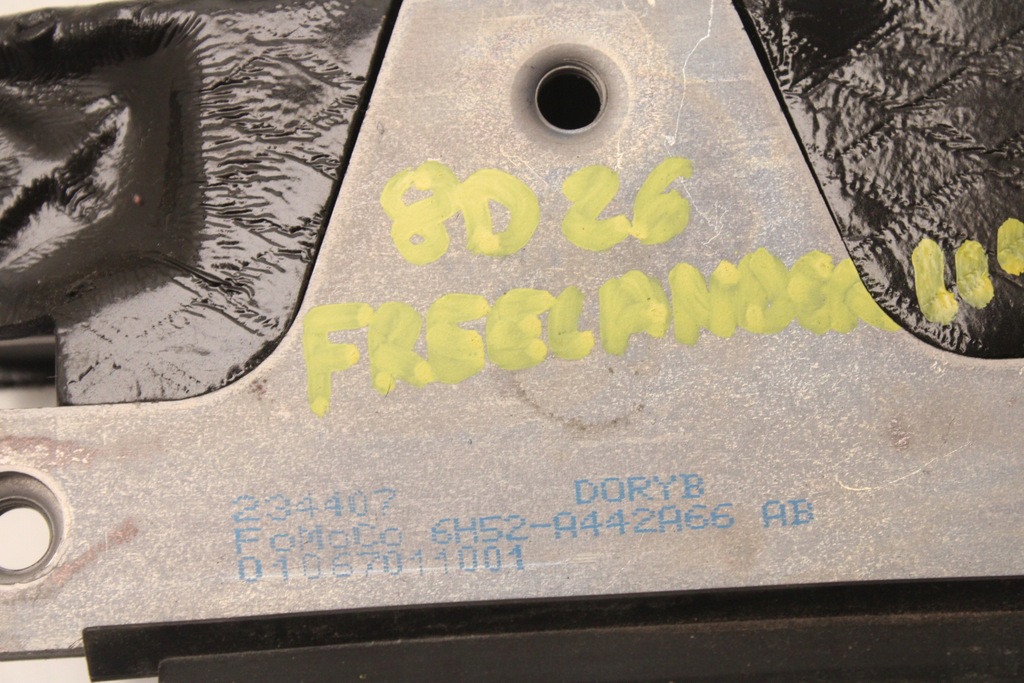 8D 26
FREELANDER
234407 DORYB
FoMoCo 6H52-A442A66 AB
01087011001